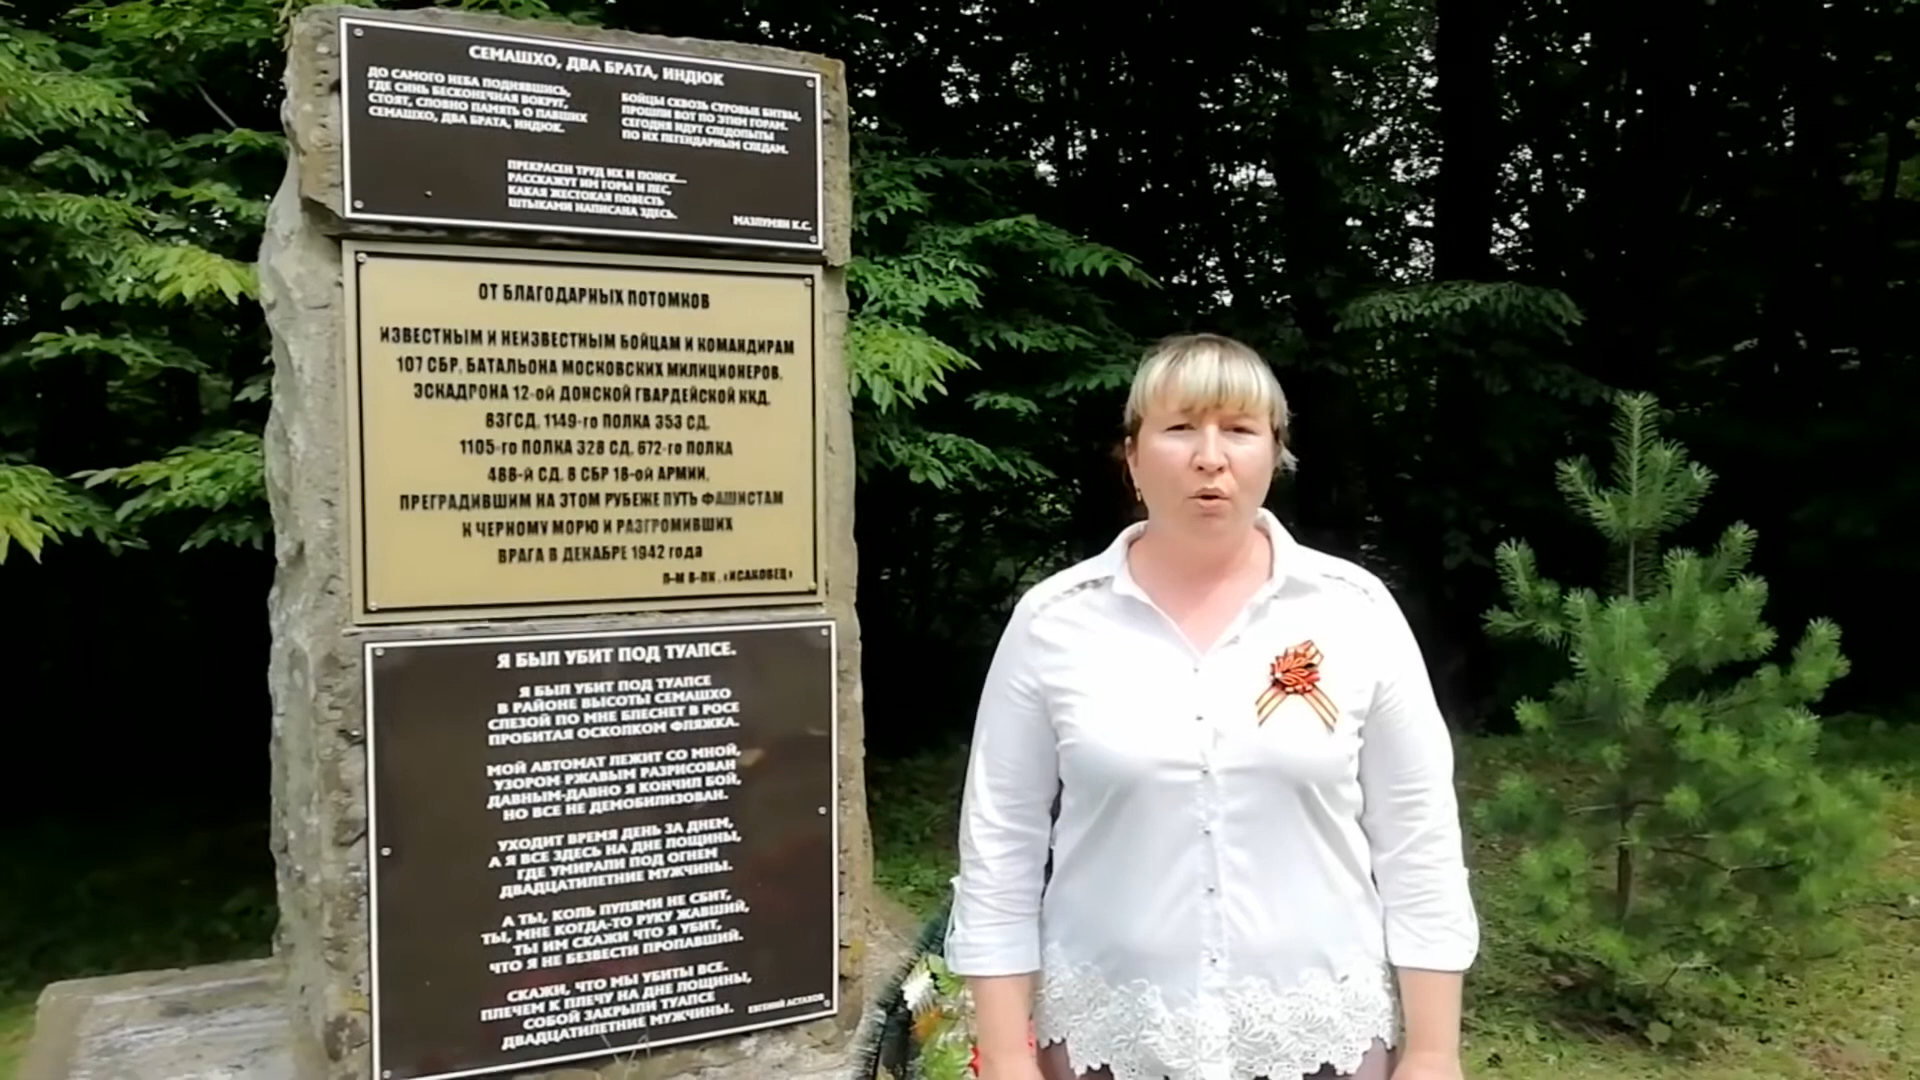 СЕМАШХО, ДВА БРАТА, ИНДЮК
ДО САМОГО НЕБА ПОДНЯВШИСЬ,
ГДЕ СИНЬ БЕСКОНЕЧНАЯ ВОКРУГ,
СТОЯТ, СЛОВНО ПАМЯТЬ О ПАВШИХ
СЕМАШХО, ДВА БРАТА, ИНДЮК.
БОЙЦЫ СКВОЗЬ СУРОВЫЕ БИТВЫ,
ПРОШЛИ ВОТ ПО ЭТИМ ГОРАМ.
СЕГОДНЯ ИДУТ СЛЕДОПЫТЫ
ПО ИХ ЛЕГЕНДАРНЫМ СЛЕДАМ.
ПРЕКРАСЕН ТРУД ИХ И ПОИСК...
РАССКАЖУТ ИМ ГОРЫ И ЛЕС,
КАКАЯ ЖЕСТОКАЯ ПОВЕСТЬ
ШТЫКАМИ НАПИСАНА ЗДЕСЬ.
МАЗЛУМЯН К.С.
ОТ БЛАГОДАРНЫХ ПОТОМКОВ
ИЗВЕСТНЫМ И НЕИЗВЕСТНЫМ БОЙЦАМ И КОМАНДИРАМ
107 СБР, БАТАЛЬОНА МОСКОВСКИХ МИЛИЦИОНЕРОВ,
ЭСКАДРОНА 12-ой ДОНСКОЙ ГВАРДЕЙСКОЙ ККД,
83ГСД, 1149-го ПОЛКА 353 СД,
1105-го ПОЛКА 328 СД, 672-го ПОЛКА
488-й СД, 8 СБР 18-ой АРМИИ,
ПРЕГРАДИВШИМ НА ЭТОМ РУБЕЖЕ ПУТЬ ФАШИСТАМ
К ЧЕРНОМУ МОРЮ И РАЗГРОМИВШИХ
ВРАГА В ДЕКАБРЕ 1942 года
П-М В-ПК . «ИСАКОВЕЦ»
Я БЫЛ УБИТ ПОД ТУАПСЕ.
Я БЫЛ УБИТ ПОД ТУАПСЕ
В РАЙОНЕ ВЫСОТЫ СЕМАШХО
СЛЕЗОЙ ПО МНЕ БЛЕСНЕТ В РОСЕ
ПРОБИТАЯ ОСКОЛКОМ ФЛЯЖКА.
МОЙ АВТОМАТ ЛЕЖИТ СО МНОЙ,
УЗОРОМ РЖАВЫМ РАЗРИСОВАН
ДАВНЫМ-ДАВНО Я КОНЧИЛ БОЙ,
НО ВСЕ НЕ ДЕМОБИЛИЗОВАН.
УХОДИТ ВРЕМЯ ДЕНЬ ЗА ДНЕМ,
А Я ВСЕ ЗДЕСЬ НА ДНЕ ЛОЩИНЫ,
ГДЕ УМИРАЛИ ПОД ОГНЕМ
ДВАДЦАТИЛЕТНИЕ МУЖЧИНЫ.
А ТЫ, КОЛЬ ПУЛЯМИ НЕ СБИТ,
ТЫ, МНЕ КОГДА-ТО РУКУ ЖАВШИЙ,
ТЫ ИМ СКАЖИ ЧТО Я УБИТ,
ЧТО Я НЕ БЕЗВЕСТИ ПРОПАВШИЙ.
СКАЖИ, ЧТО МЫ УБИТЫ ВСЕ.
ПЛЕЧЕМ К ПЛЕЧУ НА ДНЕ ЛОЩИНЫ,
СОБОЙ ЗАКРЫЛИ ТУАПСЕ
ДВАДЦАТИЛЕТНИЕ МУЖЧИНЫ.
ЕВГЕНИЙ АСТАХОВ